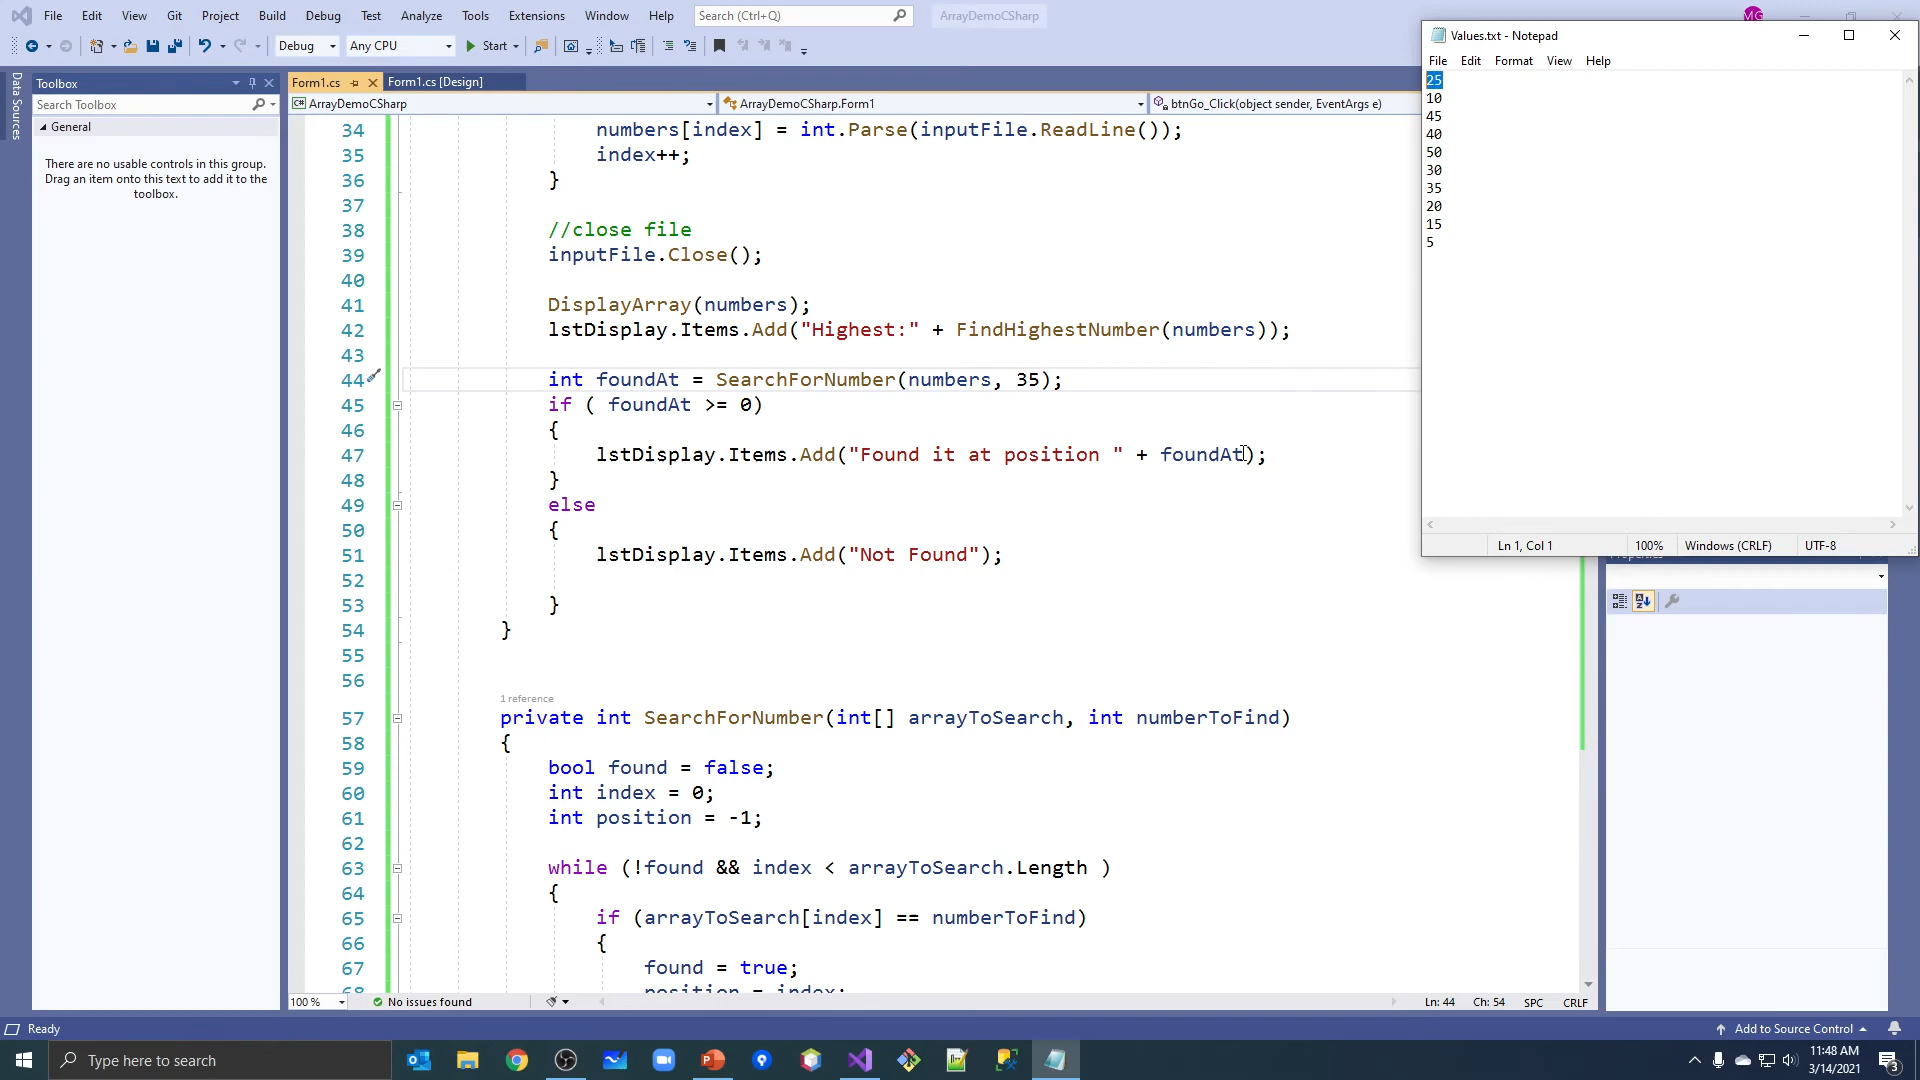 File Edit View Git Project Build Debug Test Analyze Tools Extensions Window Help Search (Ctrl+Q) ArrayDemoCSharp MG
Debug Any CPU Start
Data Sources
Toolbox
Search Toolbox
General
There are no usable controls in this group.
Drag an item onto this text to add it to the
toolbox.
Form1.cs Form1.cs [Design]
ArrayDemoCSharp ArrayDemoCSharp.Form1 btnGo_Click(object sender, EventArgs e)
34 numbers[index] = int.Parse(inputFile.ReadLine());
35 index++;
36 }
37
38 //close file
39 inputFile.Close();
40
41 DisplayArray(numbers);
42 lstDisplay.Items.Add("Highest:" + FindHighestNumber(numbers));
43
44 int foundAt = SearchForNumber(numbers, 35);
45 if ( foundAt >= 0)
46 {
47 lstDisplay.Items.Add("Found it at position " + foundAt);
48 }
49 else
50 {
51 lstDisplay.Items.Add("Not Found");
52
53 }
54 }
55
56
1 reference
57 private int SearchForNumber(int[] arrayToSearch, int numberToFind)
58 {
59 bool found = false;
60 int index = 0;
61 int position = -1;
62
63 while (!found && index < arrayToSearch.Length )
64 {
65 if (arrayToSearch[index] == numberToFind)
66 {
67 found = true;
68 position = index;
100 % No issues found Ln: 44 Ch: 54 SPC CRLF
Values.txt - Notepad
File Edit Format View Help
25
10
45
40
50
30
35
20
15
5
Ln 1, Col 1 100% Windows (CRLF) UTF-8
Properties
Ready Add to Source Control
Type here to search
11:48 AM
3/14/2021
3